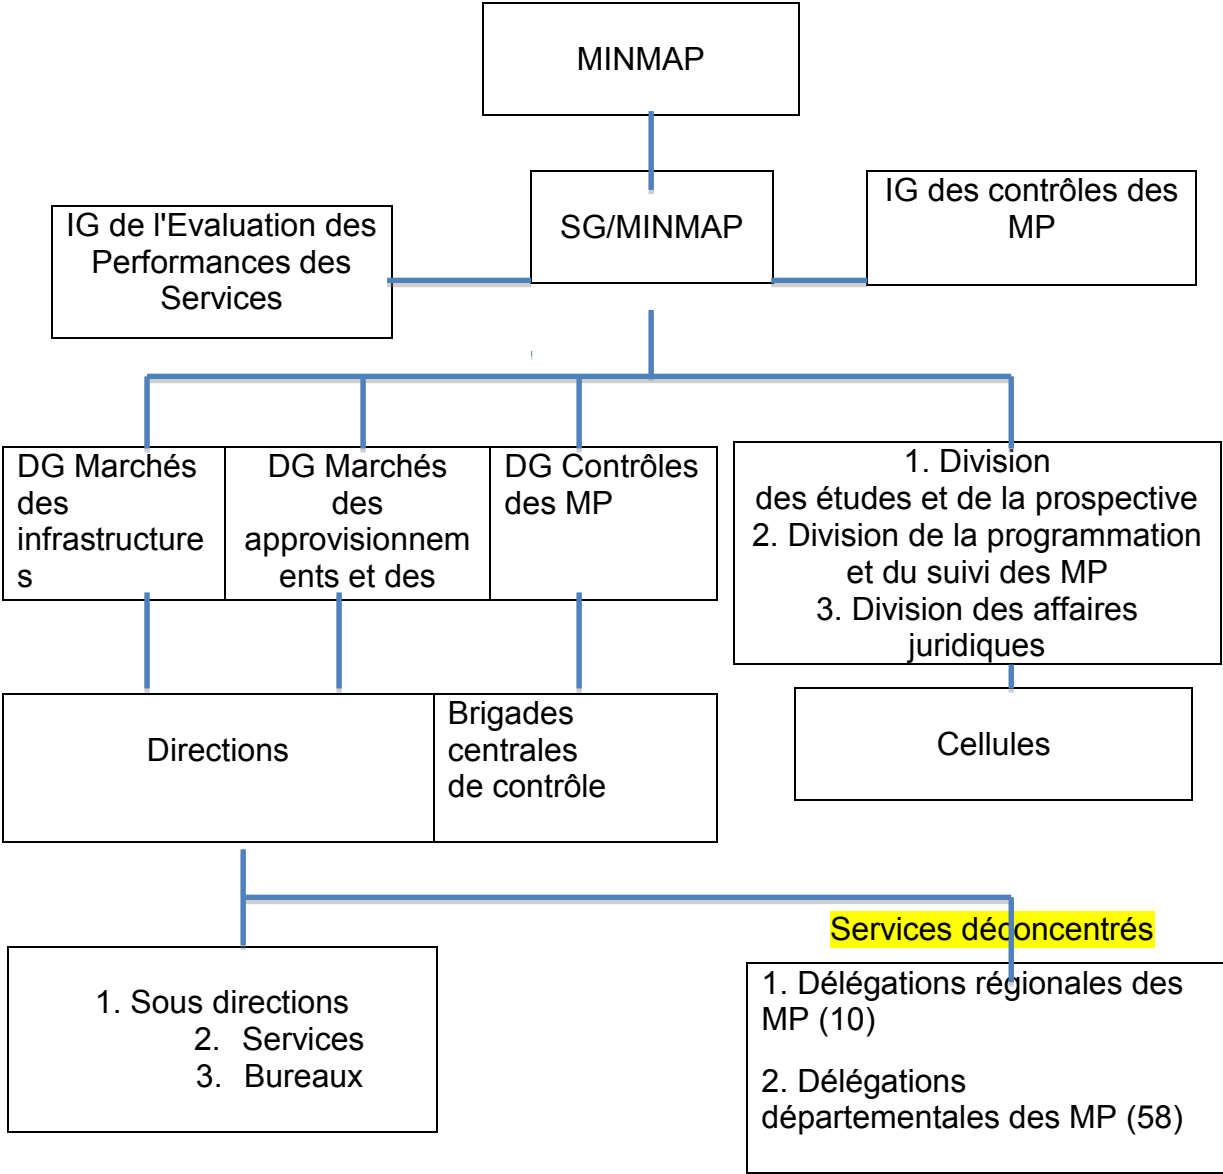 MINMAP
SG/MINMAP
IG des contrôles des
MP
IG de l'Evaluation des
Performances des
Services
DG Marchés
des
infrastructure
s
DG Marchés
des
approvisionnem
ents et des
DG Contrôles
des MP
1. Division
des études et de la prospective
2. Division de la programmation
et du suivi des MP
3. Division des affaires
juridiques
Directions
Brigades
centrales
de contrôle
Cellules
Services déconcentrés
1. Sous directions
2. Services
3. Bureaux
1. Délégations régionales des
MP (10)
2. Délégations
départementales des MP (58)